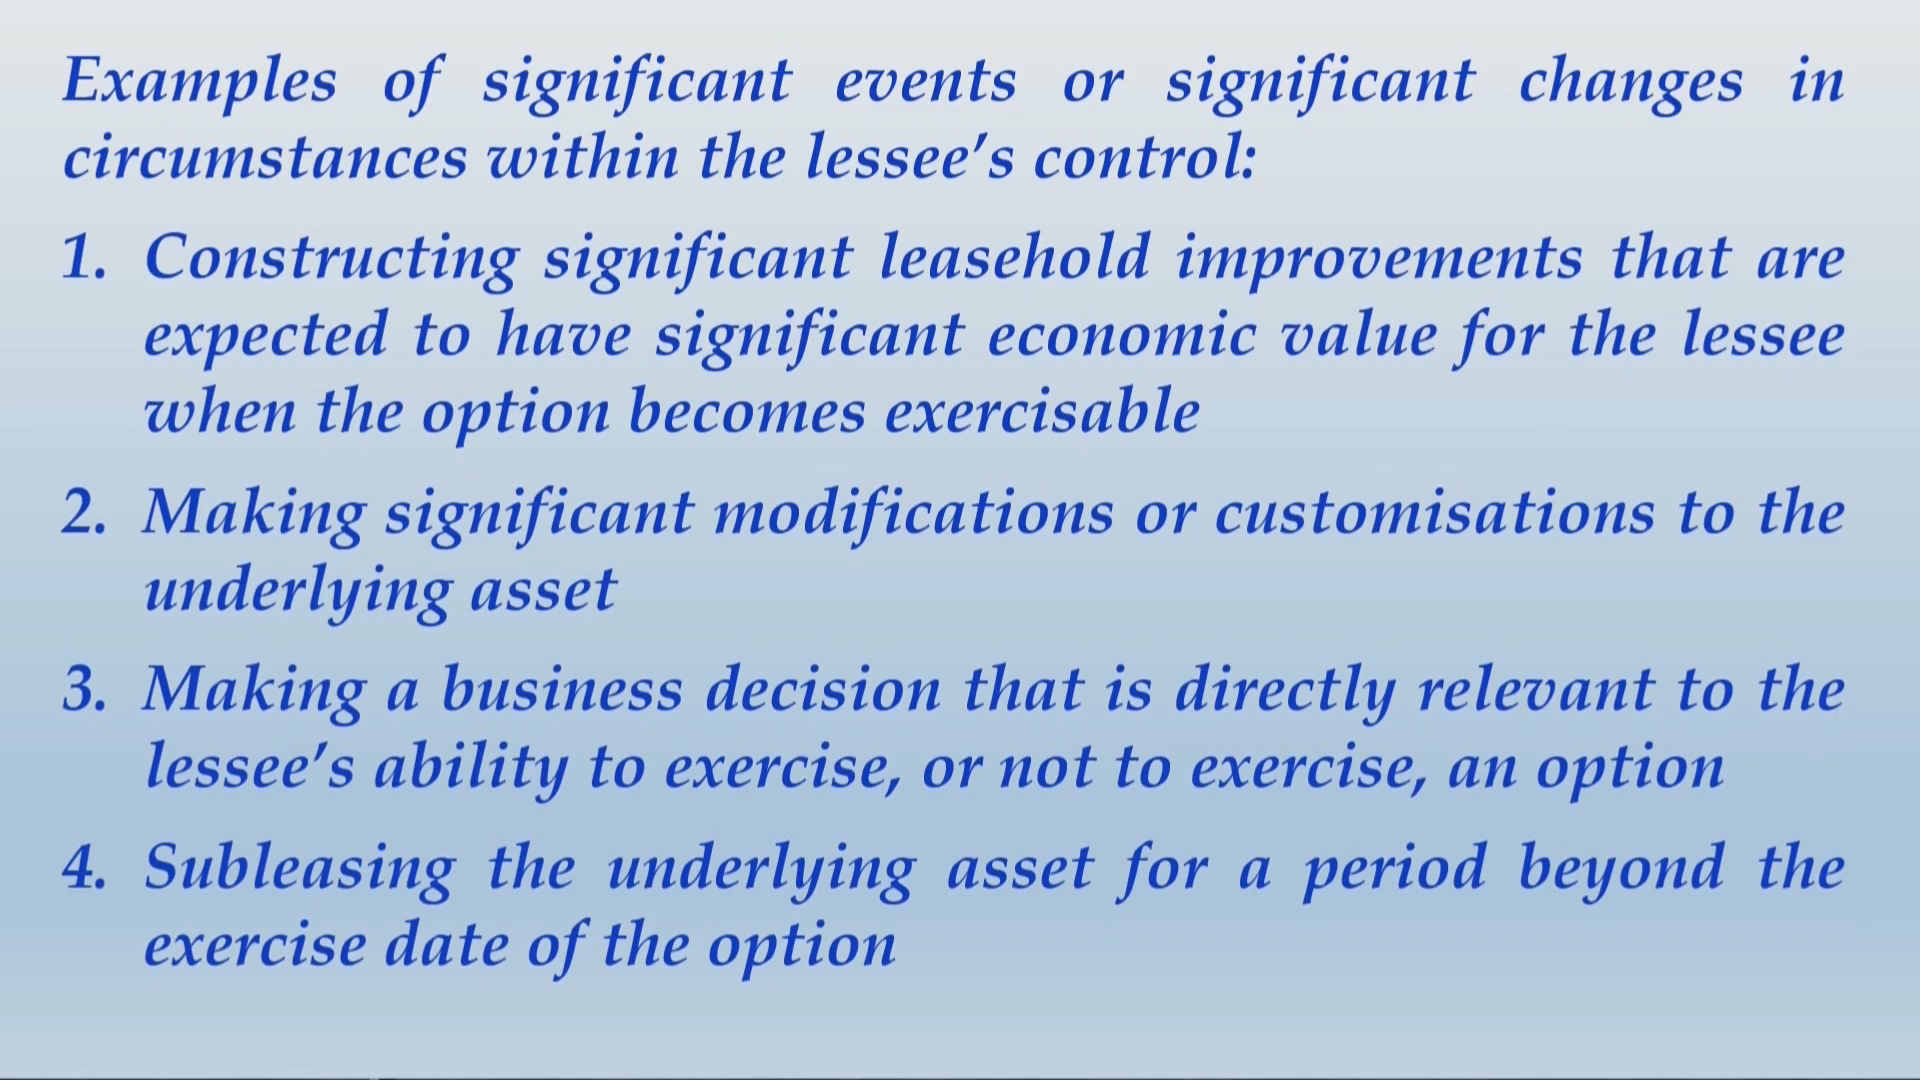 Examples of significant events or significant changes in
circumstances within the lessee’s control:
1. Constructing significant leasehold improvements that are
expected to have significant economic value for the lessee
when the option becomes exercisable
2. Making significant modifications or customisations to the
underlying asset
3. Making a business decision that is directly relevant to the
lessee’s ability to exercise, or not to exercise, an option
4. Subleasing the underlying asset for a period beyond the
exercise date of the option